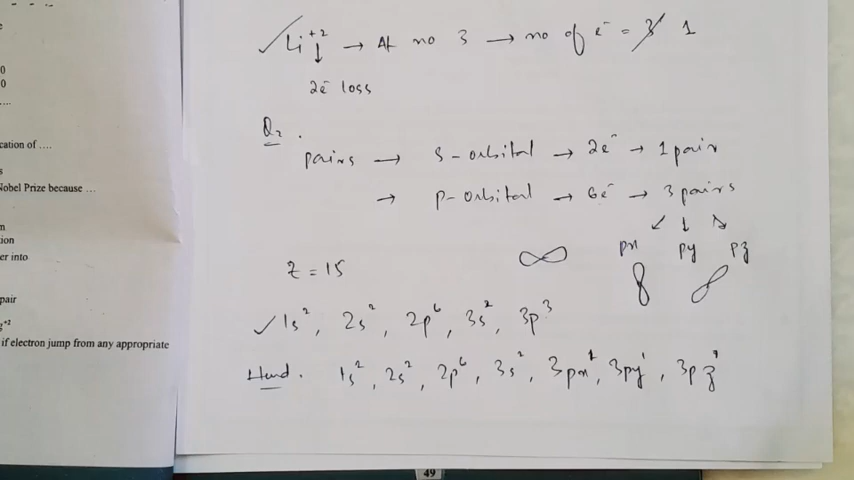 0
0
....
cation of ....
s
Nobel Prize because ...
m
tion
er into
pair
g+2
if electron jump from any appropriate
✓Li+2 → At no 3 → no of e- = 3 1
↓
2e- loss
Q2.
pairs → s-orbital → 2e- → 1 pair
→ p-orbital → 6e- → 3 pairs
↙ ↓ ↘
px py pz
Z = 15
✓1s², 2s², 2p⁶, 3s², 3p³
Hund. 1s², 2s², 2p⁶, 3s², 3px¹, 3py¹, 3pz¹
49